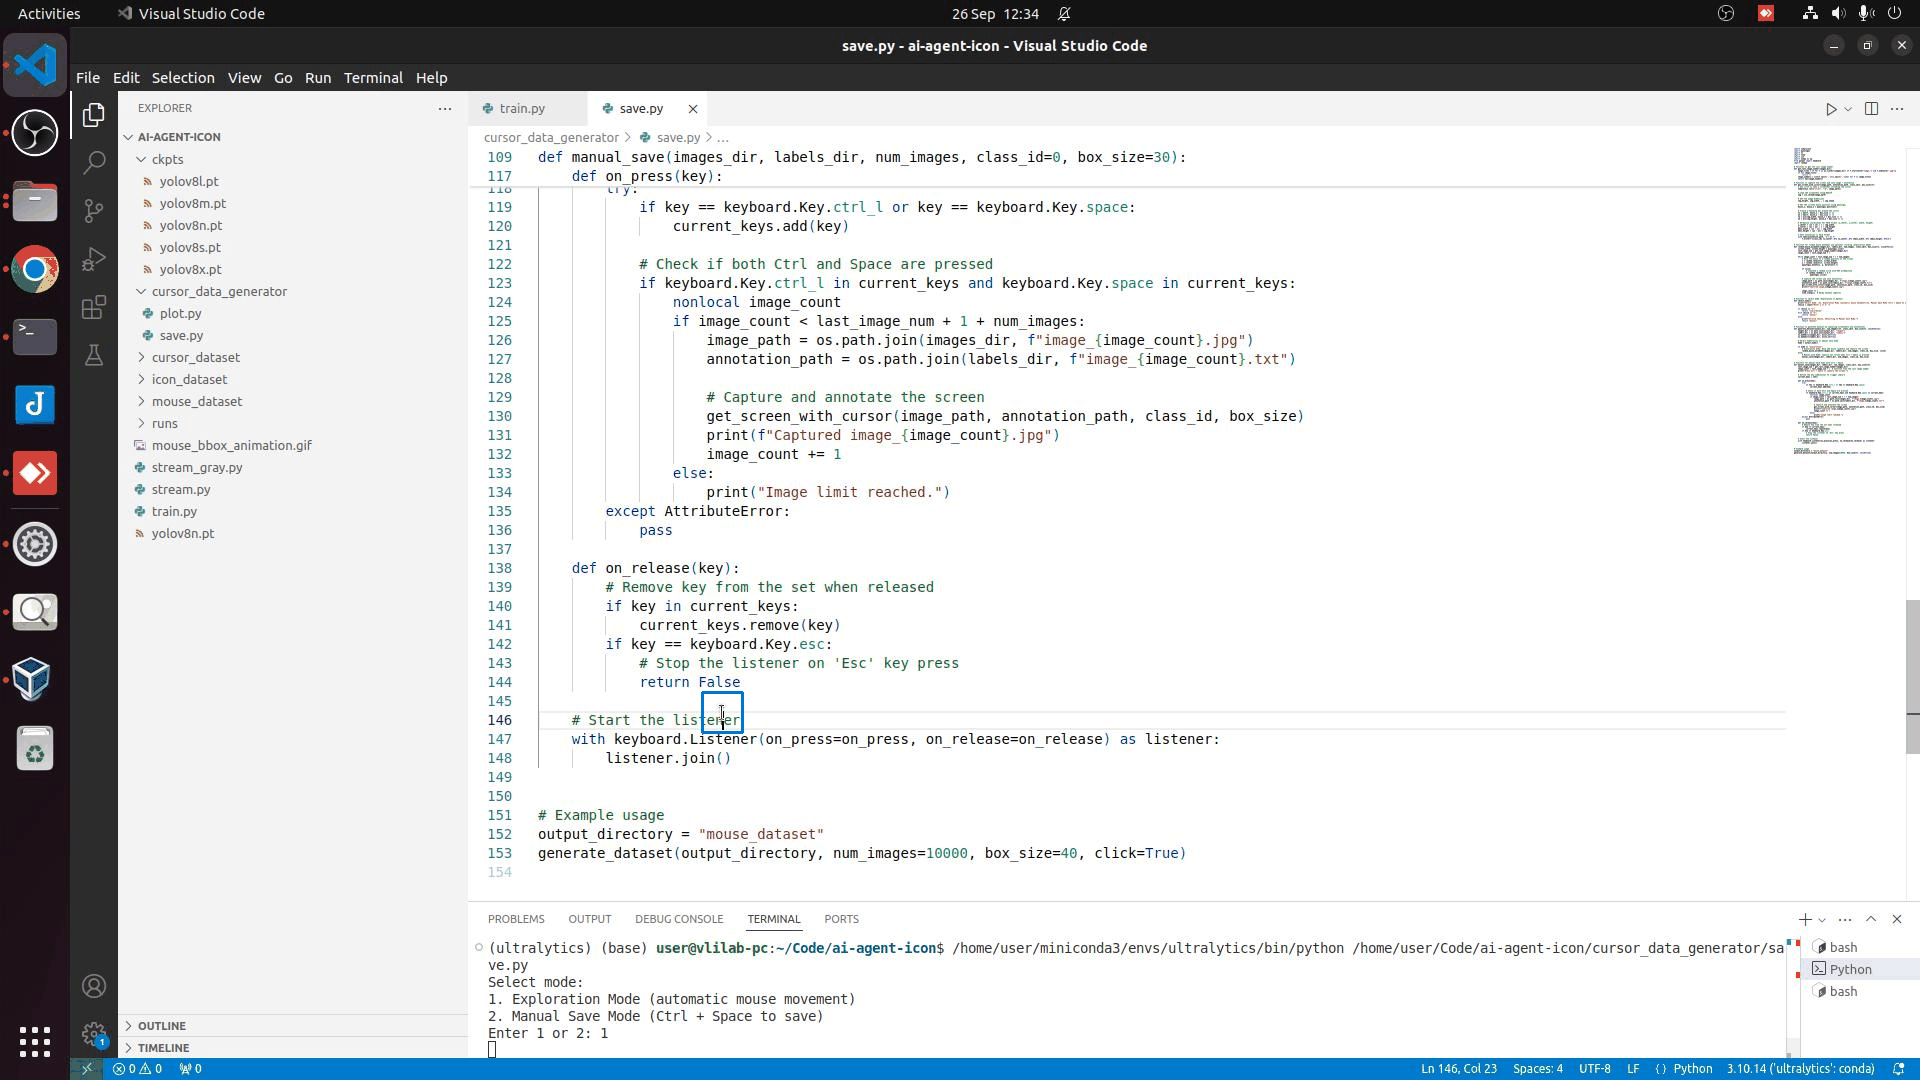 Activities
Visual Studio Code
26 Sep 12:34
save.py - ai-agent-icon - Visual Studio Code
File Edit Selection View Go Run Terminal Help
EXPLORER
AI-AGENT-ICON
ckpts
yolov8l.pt
yolov8m.pt
yolov8n.pt
yolov8s.pt
yolov8x.pt
cursor_data_generator
plot.py
save.py
cursor_dataset
icon_dataset
mouse_dataset
runs
mouse_bbox_animation.gif
stream_gray.py
stream.py
train.py
yolov8n.pt
OUTLINE
TIMELINE
train.py
save.py
cursor_data_generator > save.py > ...
109 def manual_save(images_dir, labels_dir, num_images, class_id=0, box_size=30):
117 def on_press(key):
118 try:
119 if key == keyboard.Key.ctrl_l or key == keyboard.Key.space:
120 current_keys.add(key)
121
122 # Check if both Ctrl and Space are pressed
123 if keyboard.Key.ctrl_l in current_keys and keyboard.Key.space in current_keys:
124 nonlocal image_count
125 if image_count < last_image_num + 1 + num_images:
126 image_path = os.path.join(images_dir, f"image_{image_count}.jpg")
127 annotation_path = os.path.join(labels_dir, f"image_{image_count}.txt")
128
129 # Capture and annotate the screen
130 get_screen_with_cursor(image_path, annotation_path, class_id, box_size)
131 print(f"Captured image_{image_count}.jpg")
132 image_count += 1
133 else:
134 print("Image limit reached.")
135 except AttributeError:
136 pass
137
138 def on_release(key):
139 # Remove key from the set when released
140 if key in current_keys:
141 current_keys.remove(key)
142 if key == keyboard.Key.esc:
143 # Stop the listener on 'Esc' key press
144 return False
145
146 # Start the listener
147 with keyboard.Listener(on_press=on_press, on_release=on_release) as listener:
148 listener.join()
149
150
151 # Example usage
152 output_directory = "mouse_dataset"
153 generate_dataset(output_directory, num_images=10000, box_size=40, click=True)
154
PROBLEMS OUTPUT DEBUG CONSOLE TERMINAL PORTS
(ultralytics) (base) user@vlilab-pc:~/Code/ai-agent-icon$ /home/user/miniconda3/envs/ultralytics/bin/python /home/user/Code/ai-agent-icon/cursor_data_generator/sa
ve.py
Select mode:
1. Exploration Mode (automatic mouse movement)
2. Manual Save Mode (Ctrl + Space to save)
Enter 1 or 2: 1
bash
Python
bash
0 0 0
Ln 146, Col 23 Spaces: 4 UTF-8 LF Python 3.10.14 ('ultralytics': conda)